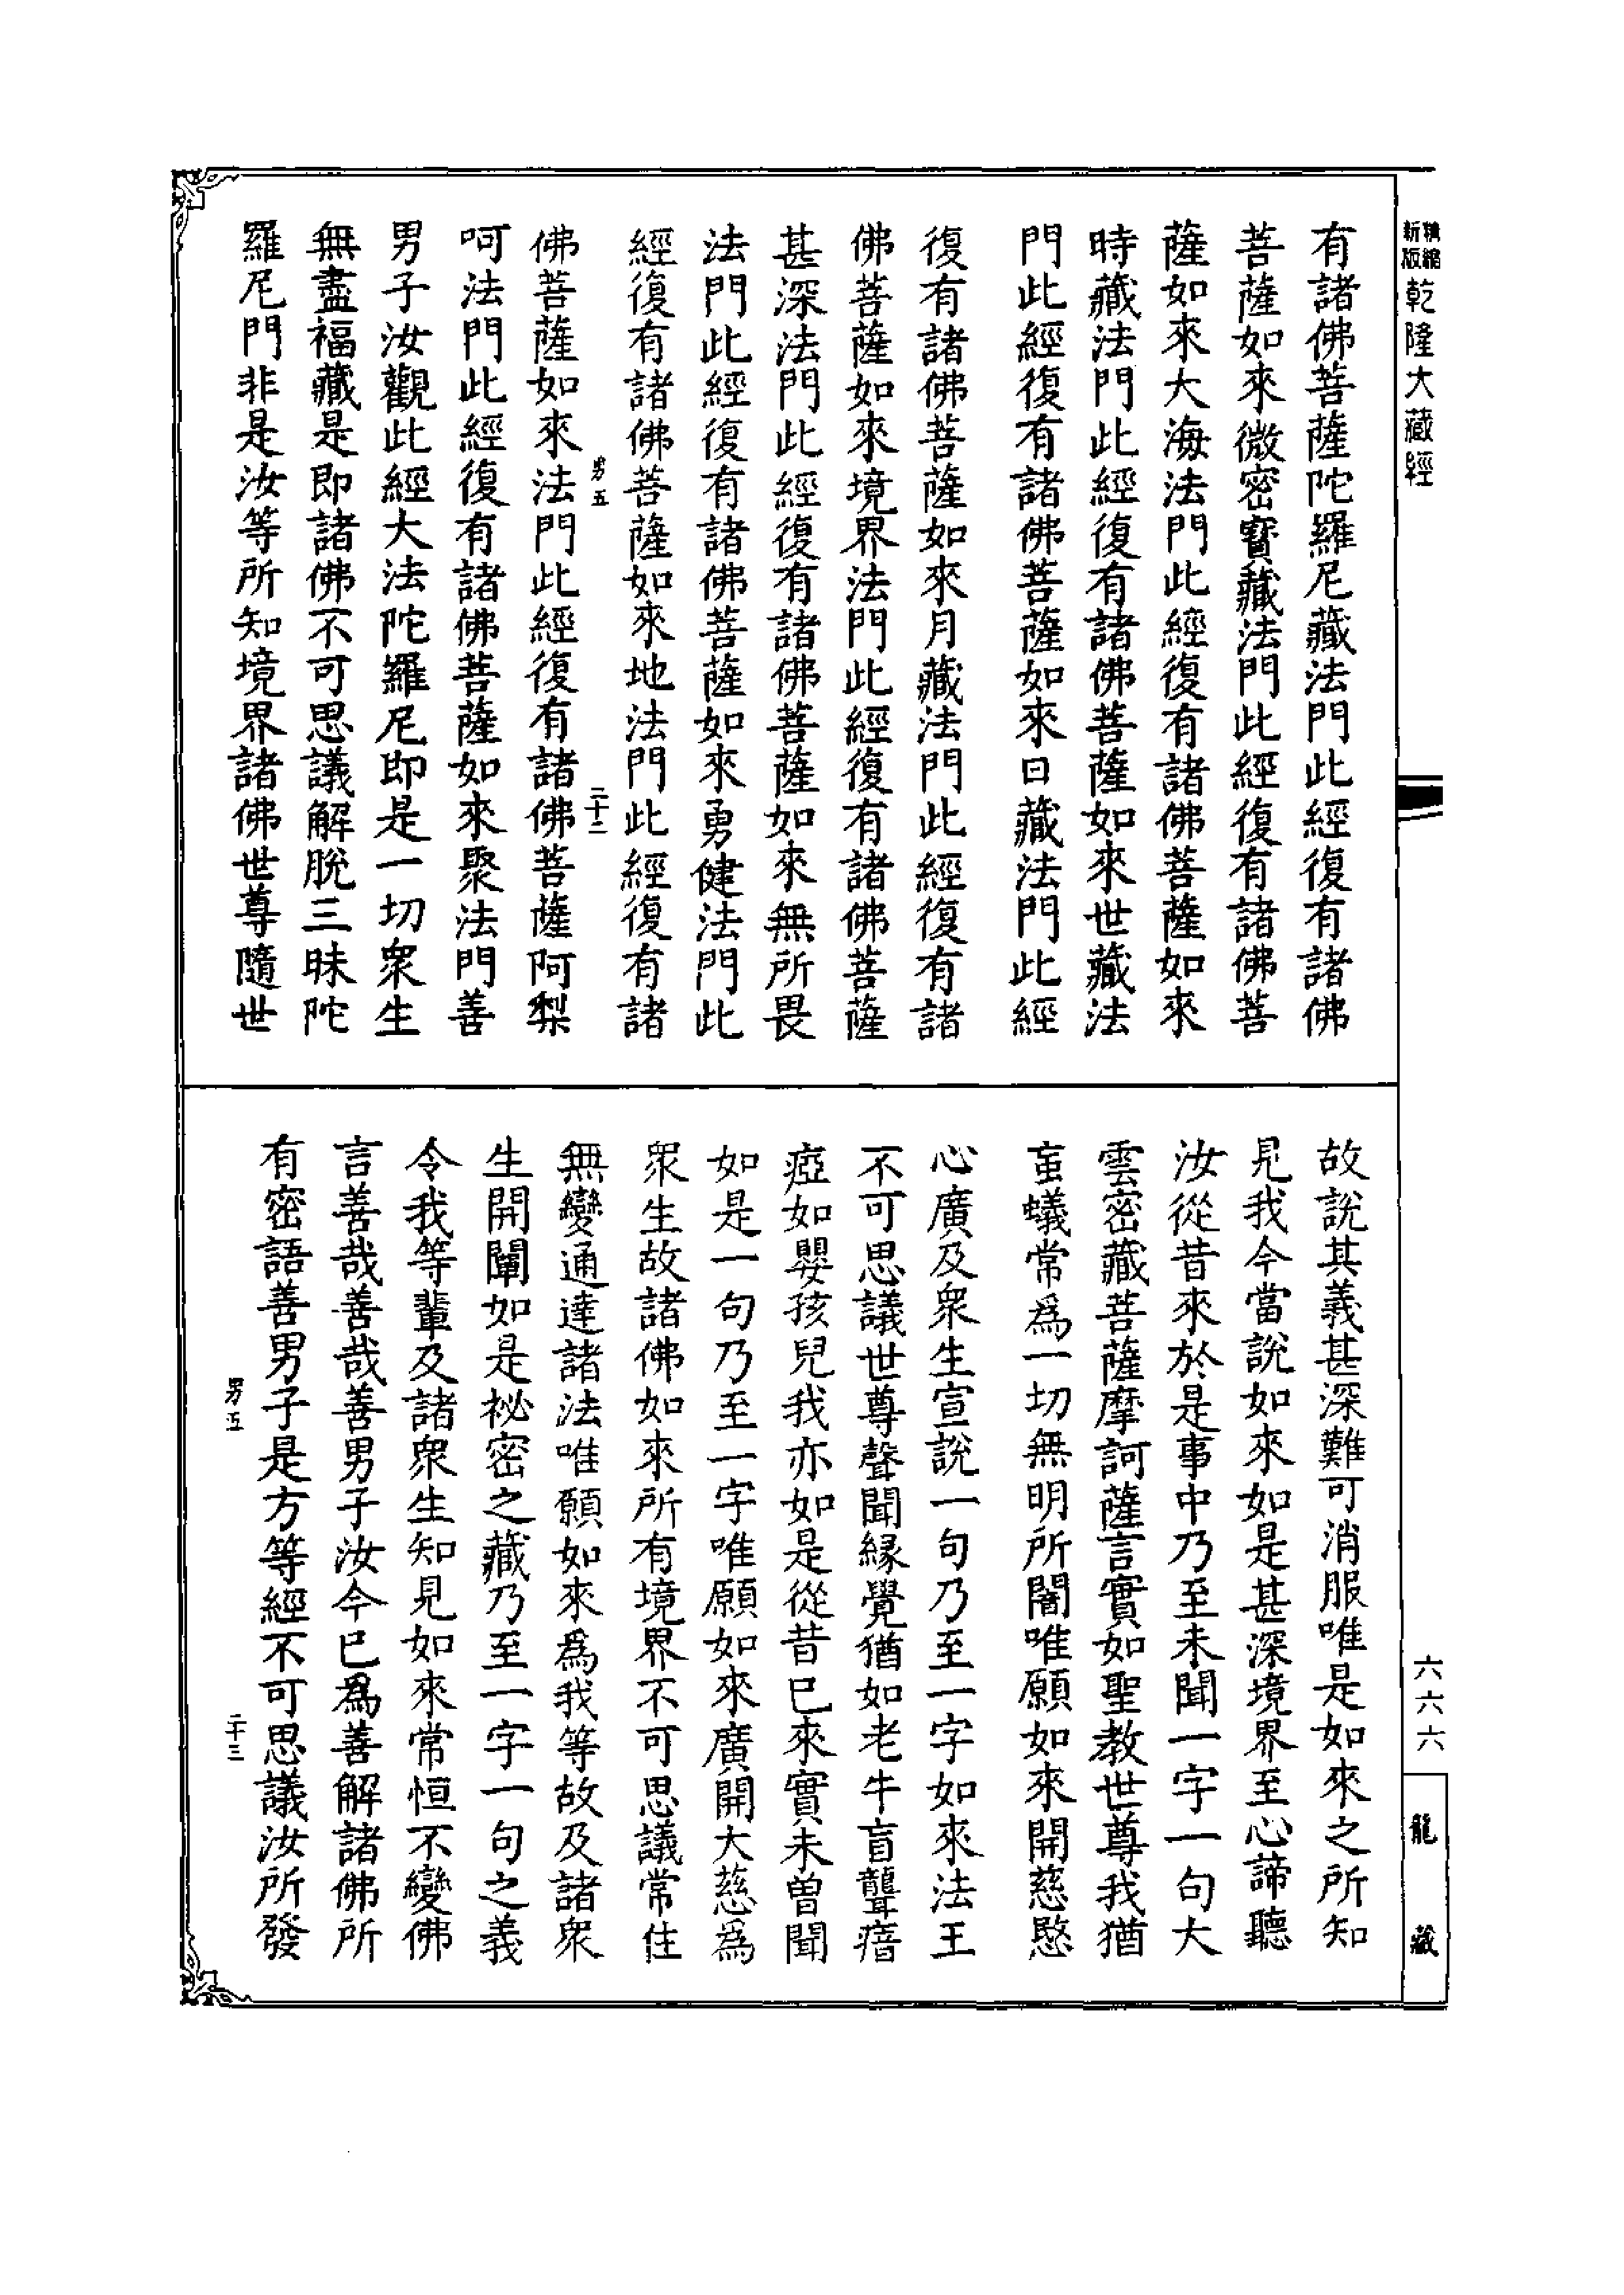 精縮新版乾隆大藏經
有諸佛菩薩陀羅尼藏法門此經復有諸佛
菩薩如來微密寶藏法門此經復有諸佛菩
薩如來大海法門此經復有諸佛菩薩如來
時藏法門此經復有諸佛菩薩如來世藏法
門此經復有諸佛菩薩如來日藏法門此經
復有諸佛菩薩如來月藏法門此經復有諸
佛菩薩如來境界法門此經復有諸佛菩薩
甚深法門此經復有諸佛菩薩如來無所畏
法門此經復有諸佛菩薩如來勇健法門此
經復有諸佛菩薩如來地法門此經復有諸
男五
二十二
佛菩薩如來法門此經復有諸佛菩薩阿梨
呵法門此經復有諸佛菩薩如來聚法門善
男子汝觀此經大法陀羅尼即是一切眾生
無盡福藏是即諸佛不可思議解脫三昧陀
羅尼門非是汝等所知境界諸佛世尊隨世
故說其義甚深難可消服唯是如來之所知
見我今當說如來如是甚深境界至心諦聽
汝從昔來於是事中乃至未聞一字一句大
雲密藏菩薩摩訶薩言實如聖教世尊我猶
蚉蟻常為一切無明所闇唯願如來開慈愍
心廣及眾生宣說一句乃至一字如來法王
不可思議世尊聲聞緣覺猶如老牛盲聾瘖
瘂如嬰孩兒我亦如是從昔已來實未曾聞
如是一句乃至一字唯願如來廣開大慈為
眾生故諸佛如來所有境界不可思議常住
無變通達諸法唯願如來為我等故及諸眾
生開闡如是祕密之藏乃至一字一句之義
令我等輩及諸眾生知見如來常恒不變佛
言善哉善哉善男子汝今已為善解諸佛所
有密語善男子是方等經不可思議汝所發
男五
二十三
六六六
龍藏